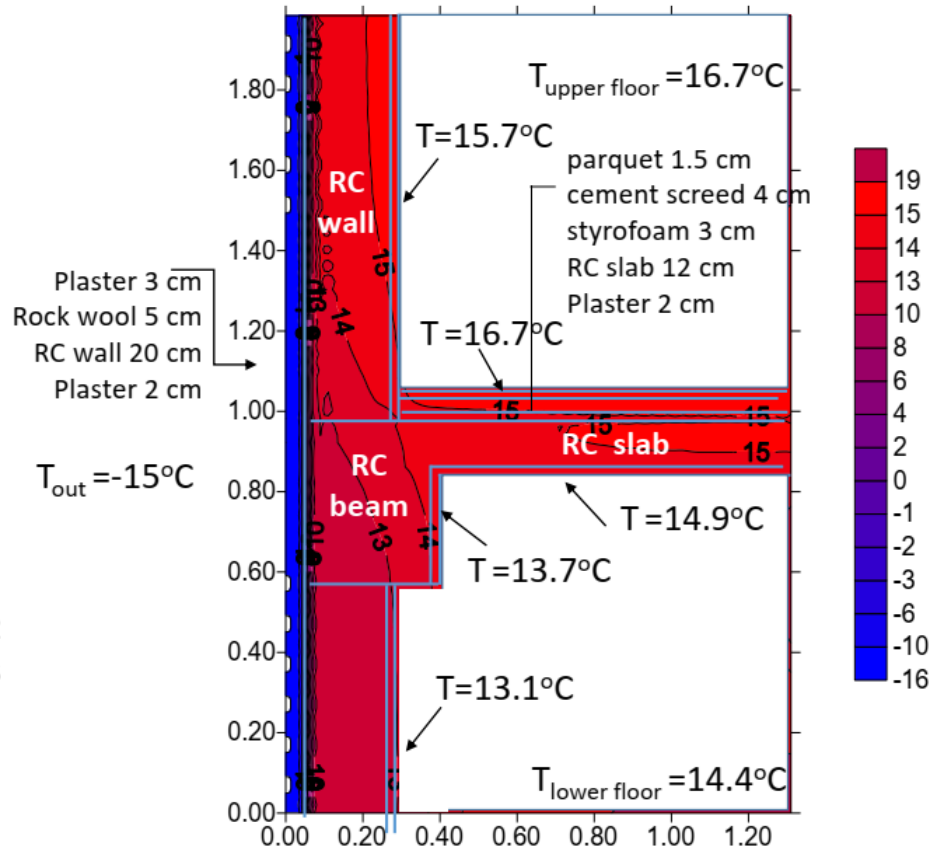 T upper floor =16.7°C
T=15.7°C
parquet 1.5 cm
cement screed 4 cm
styrofoam 3 cm
RC slab 12 cm
Plaster 2 cm
RC
wall
Plaster 3 cm
Rock wool 5 cm
RC wall 20 cm
Plaster 2 cm
T=16.7°C
RC slab
RC
beam
T out =-15°C
T=14.9°C
T=13.7°C
T=13.1°C
T lower floor =14.4°C
15
14
13
15
15
15
15
13
14
1.80
1.60
1.40
1.20
1.00
0.80
0.60
0.40
0.20
0.00
0.00 0.20 0.40 0.60 0.80 1.00 1.20
19
15
14
13
10
8
6
4
2
0
-1
-2
-3
-6
-10
-16